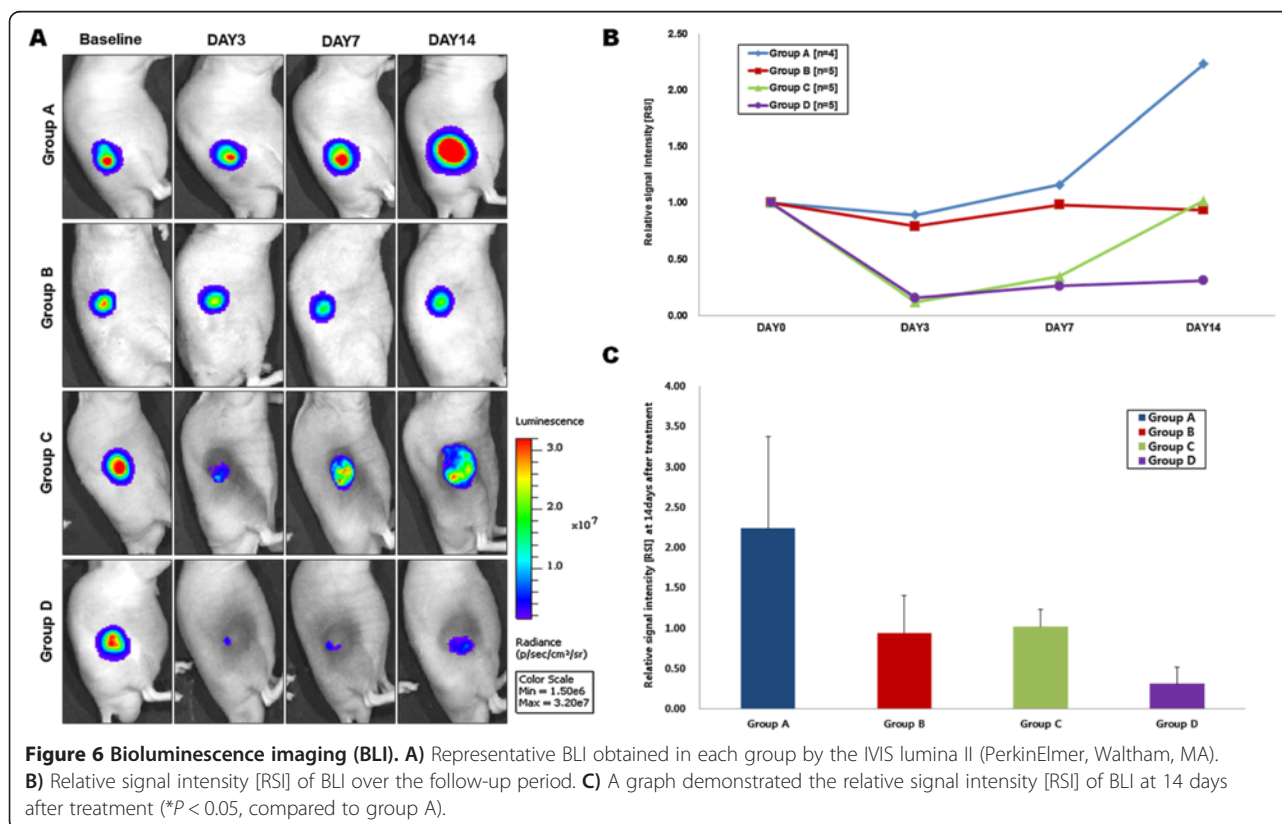 A
Baseline DAY3 DAY7 DAY14
Group A
Group B
Group C
Group D
Luminescence
3.0
2.0
x10⁷
1.0
Radiance
(p/sec/cm²/sr)
Color Scale
Min = 1.50e6
Max = 3.20e7
B
Relative signal Intensity [RSI]
2.50
2.00
1.50
1.00
0.50
0.00
DAY0 DAY3 DAY7 DAY14
Group A [n=4]
Group B [n=5]
Group C [n=5]
Group D [n=5]
C
Relative signal intensity [RSI] at 14days after treatment
4.00
3.50
3.00
2.50
2.00
1.50
1.00
0.50
0.00
Group A Group B Group C Group D
Group A
Group B
Group C
Group D
Figure 6 Bioluminescence imaging (BLI). A) Representative BLI obtained in each group by the IVIS lumina II (PerkinElmer, Waltham, MA).
B) Relative signal intensity [RSI] of BLI over the follow-up period. C) A graph demonstrated the relative signal intensity [RSI] of BLI at 14 days
after treatment (*P < 0.05, compared to group A).